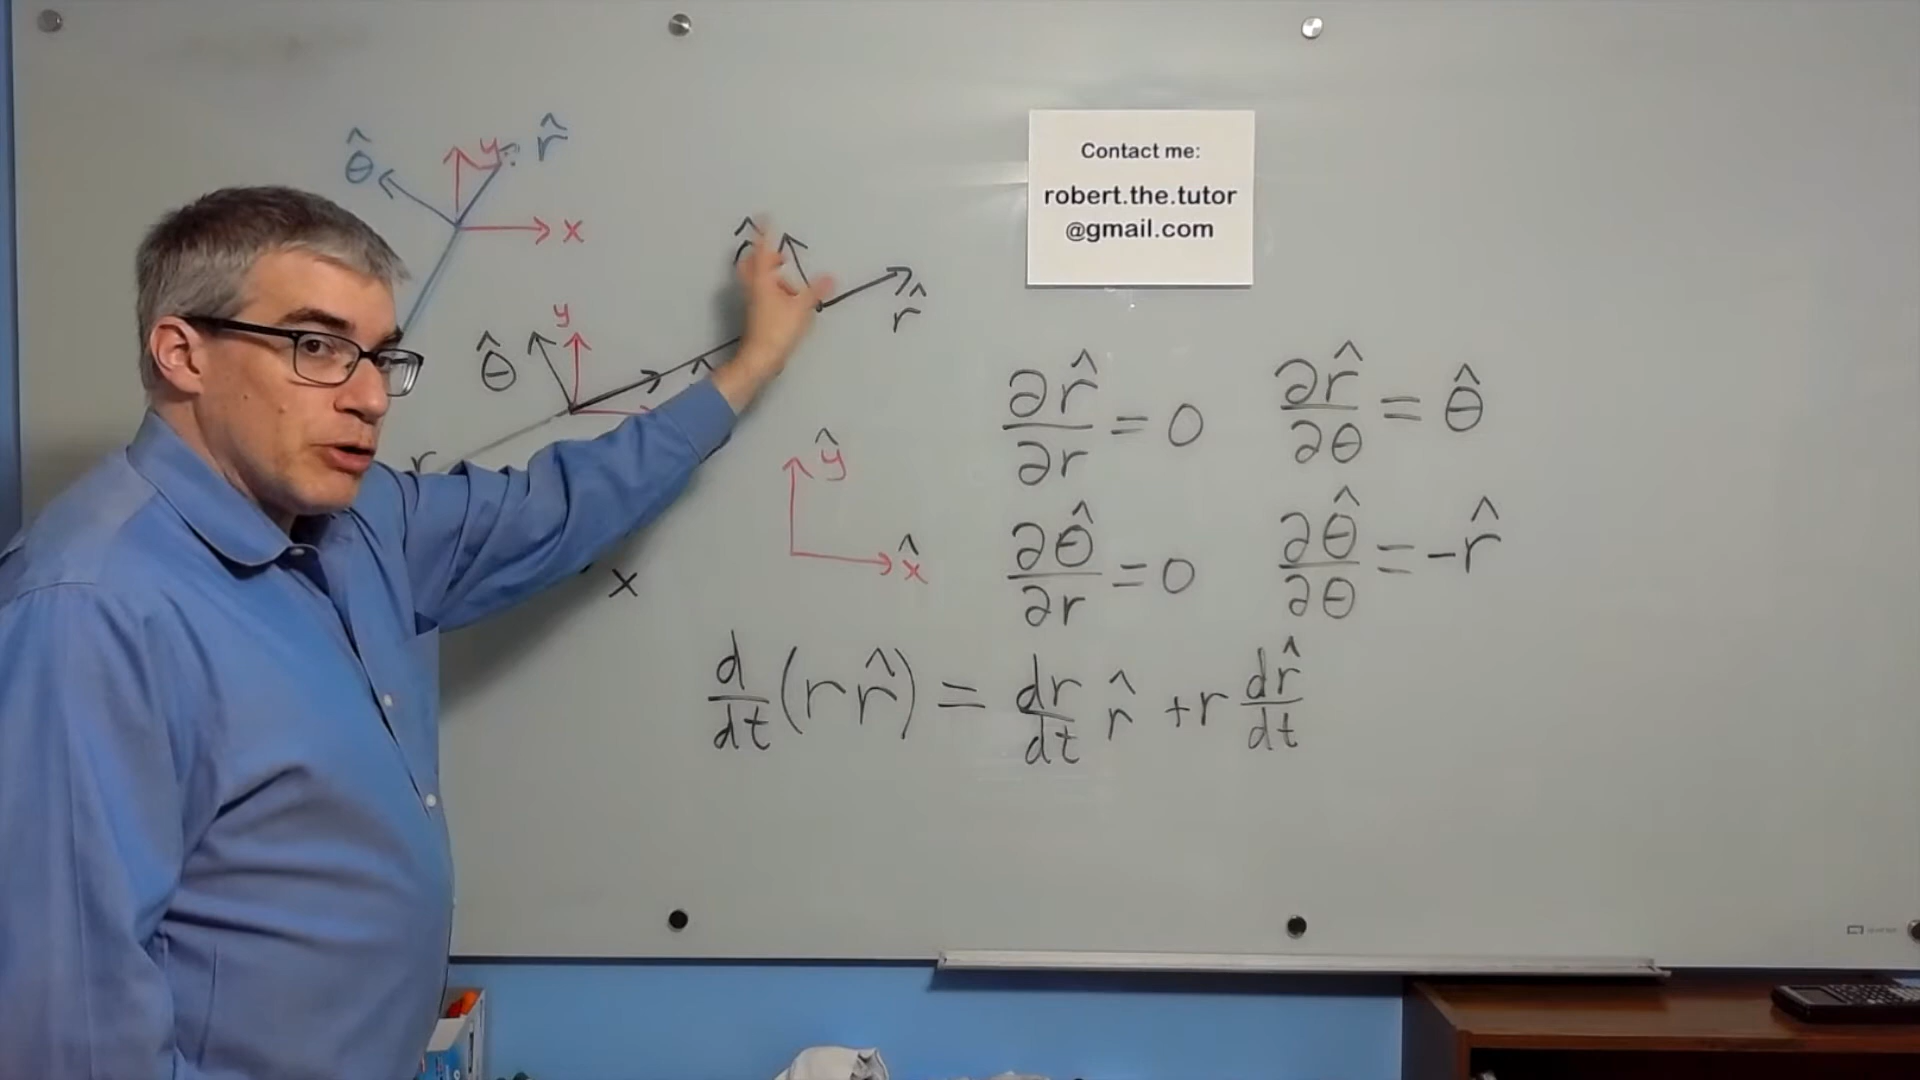 θ̂
y
r̂
x
Contact me:
robert.the.tutor
@gmail.com
r̂
θ̂
y
r
ŷ
x̂
x
∂r̂/∂r = 0
∂r̂/∂θ = θ̂
∂θ̂/∂r = 0
∂θ̂/∂θ = -r̂
d/dt (r r̂) = dr/dt r̂ + r dr̂/dt